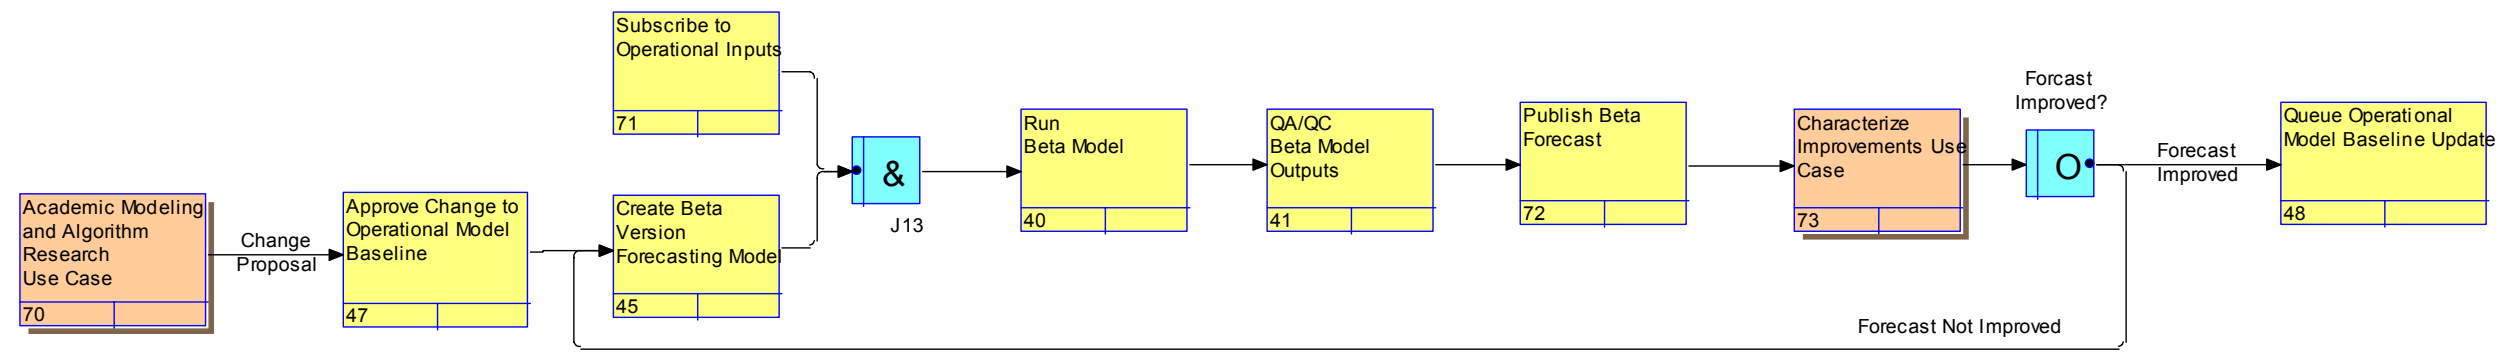 Subscribe to
Operational Inputs
71
Academic Modeling
and Algorithm
Research
Use Case
70
Change
Proposal
Approve Change to
Operational Model
Baseline
47
Create Beta
Version
Forecasting Model
45
&
J13
Run
Beta Model
40
QA/QC
Beta Model
Outputs
41
Publish Beta
Forecast
72
Characterize
Improvements Use
Case
73
Forcast
Improved?
O
Forecast
Improved
Queue Operational
Model Baseline Update
48
Forecast Not Improved